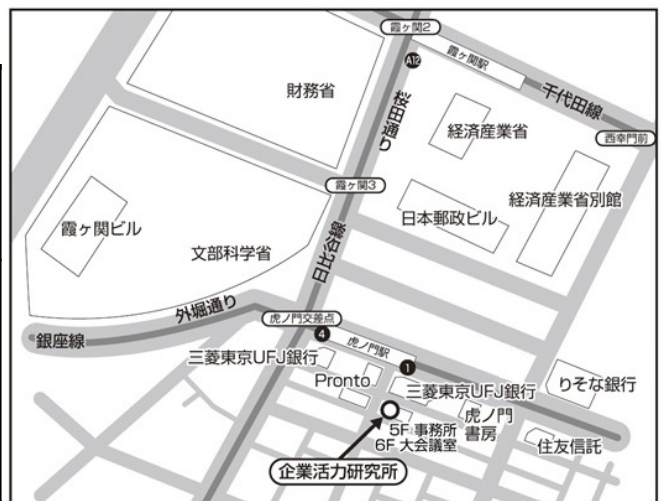 霞ヶ関2
霞ヶ関駅
A12
千代田線
財務省
桜田通り
経済産業省
西幸門前
霞ヶ関3
経済産業省別館
日本郵政ビル
霞ヶ関ビル
文部科学省
日比谷線
外堀通り
虎ノ門交差点
銀座線
4
虎ノ門駅
三菱東京UFJ銀行
1
Pronto
三菱東京UFJ銀行
りそな銀行
虎ノ門
書房
5F 事務所
6F 大会議室
住友信託
企業活力研究所